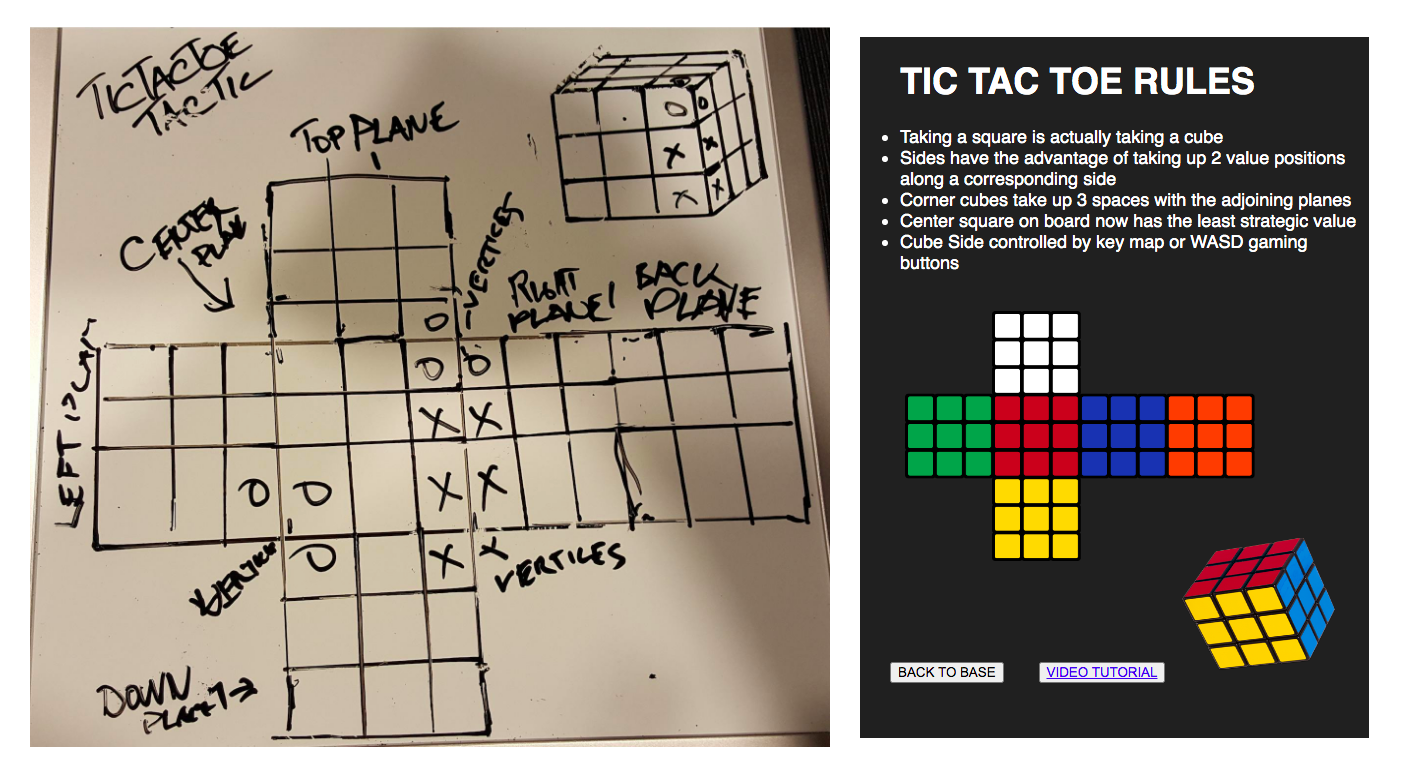 TIC TAC TOE
TACTIC
TOP PLANE
CENTER
VERTICES
RIGHT
PLANE
BACK
PLANE
LEFT
O
O O
X X
O O X X
O X X
VERTICES
DOWN
O O
X X
X X
TIC TAC TOE RULES
• Taking a square is actually taking a cube
• Sides have the advantage of taking up 2 value positions
along a corresponding side
• Corner cubes take up 3 spaces with the adjoining planes
• Center square on board now has the least strategic value
• Cube Side controlled by key map or WASD gaming
buttons
BACK TO BASE
VIDEO TUTORIAL